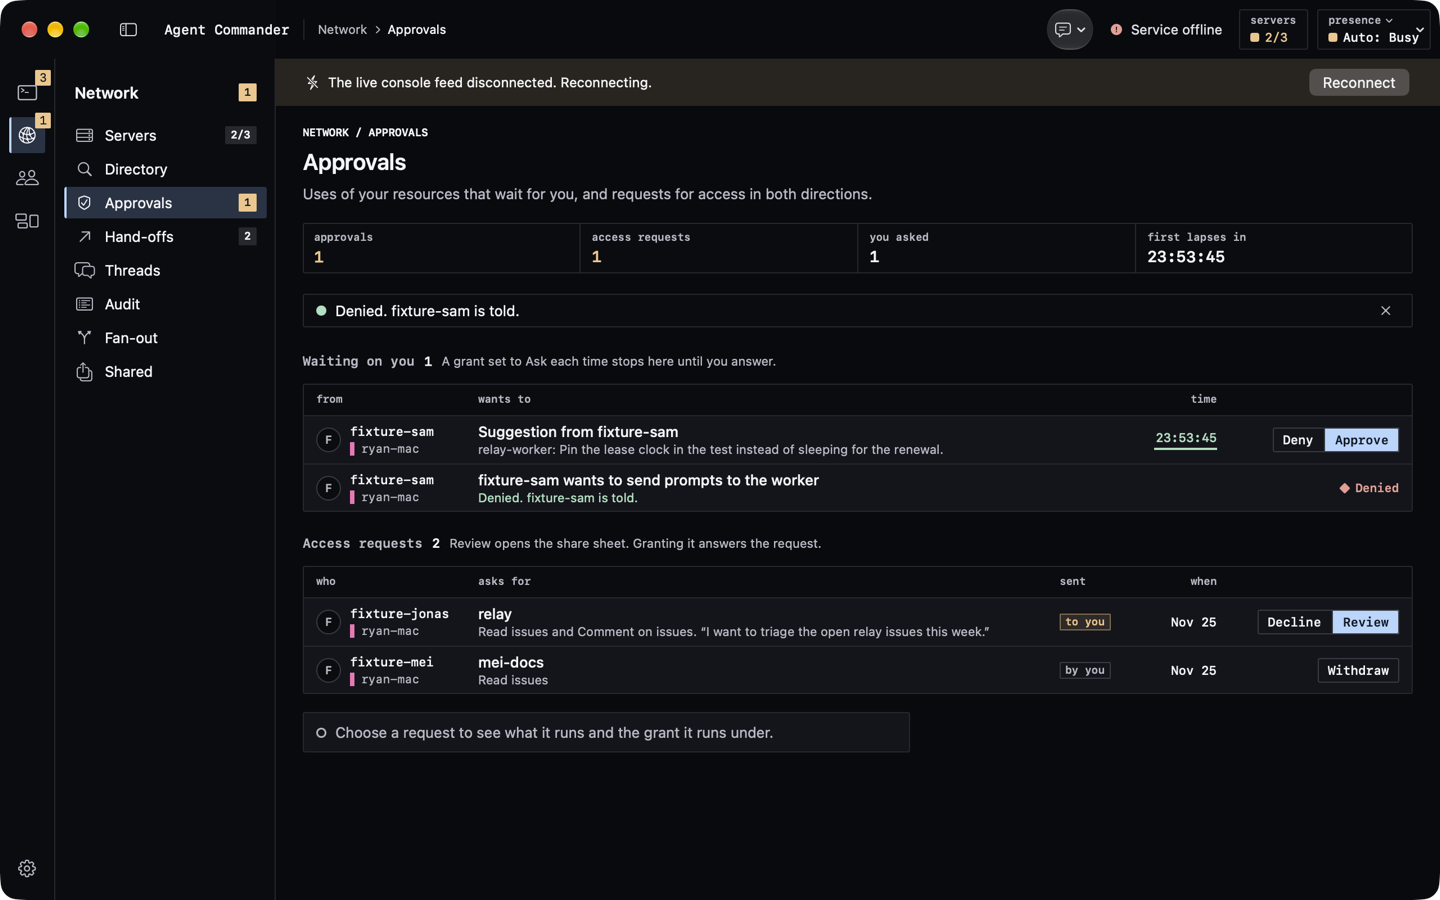 Agent Commander
Network > Approvals
Service offline
servers
2/3
presence
Auto: Busy
3
1
Network
1
Servers
2/3
Directory
Approvals
1
Hand-offs
2
Threads
Audit
Fan-out
Shared
The live console feed disconnected. Reconnecting.
Reconnect
NETWORK / APPROVALS
Approvals
Uses of your resources that wait for you, and requests for access in both directions.
approvals
1
access requests
1
you asked
1
first lapses in
23:53:45
Denied. fixture-sam is told.
Waiting on you 1 A grant set to Ask each time stops here until you answer.
from
wants to
time
F
fixture-sam
ryan-mac
Suggestion from fixture-sam
relay-worker: Pin the lease clock in the test instead of sleeping for the renewal.
23:53:45
Deny
Approve
F
fixture-sam
ryan-mac
fixture-sam wants to send prompts to the worker
Denied. fixture-sam is told.
Denied
Access requests 2 Review opens the share sheet. Granting it answers the request.
who
asks for
sent
when
F
fixture-jonas
ryan-mac
relay
Read issues and Comment on issues. “I want to triage the open relay issues this week.”
to you
Nov 25
Decline
Review
F
fixture-mei
ryan-mac
mei-docs
Read issues
by you
Nov 25
Withdraw
Choose a request to see what it runs and the grant it runs under.